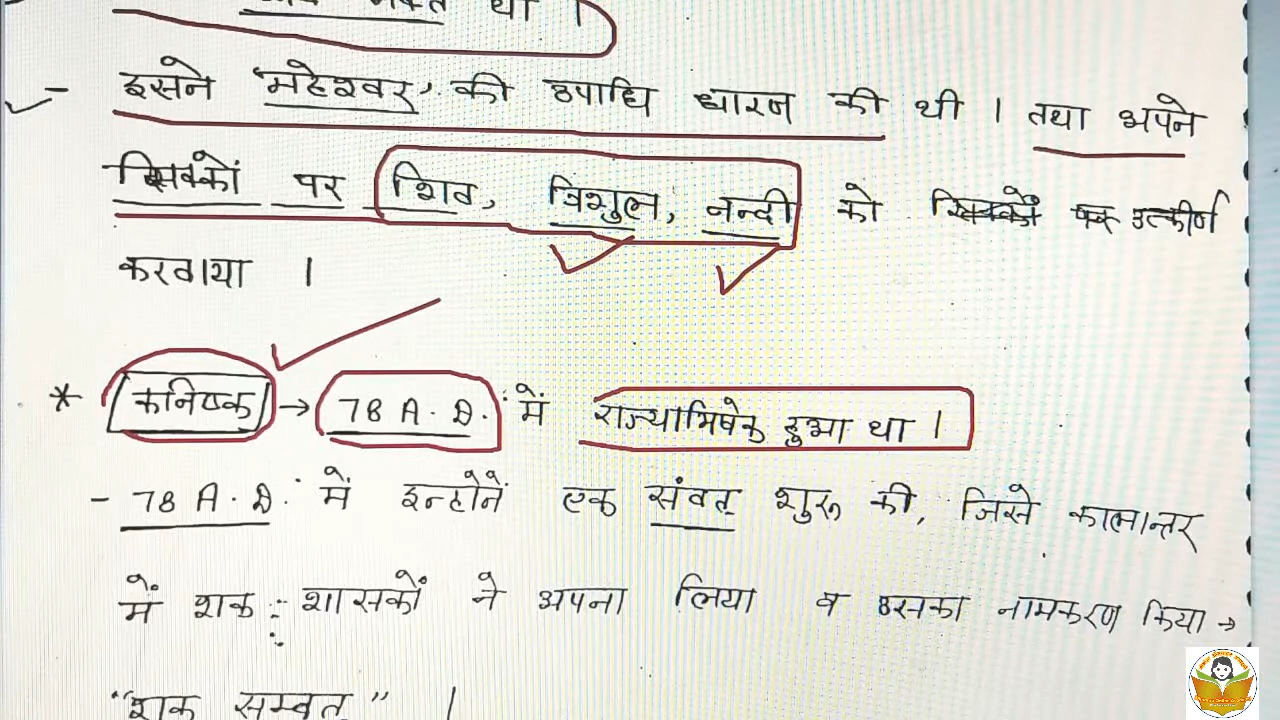 था ।
- इसने 'महेश्वर' की उपाधि धारण की थी । तथा अपने
सिक्कों पर शिव, त्रिशुल, नन्दी को सिक्कों पर उत्कीर्ण
करवाया ।
* कनिष्क → 78 A.D. में राज्याभिषेक हुआ था ।
- 78 A.D. में इन्होनें एक संवत् शुरू की, जिसे कालान्तर
में शक शासकों ने अपना लिया व उसका नामकरण किया →
"शक सम्वत्" ।